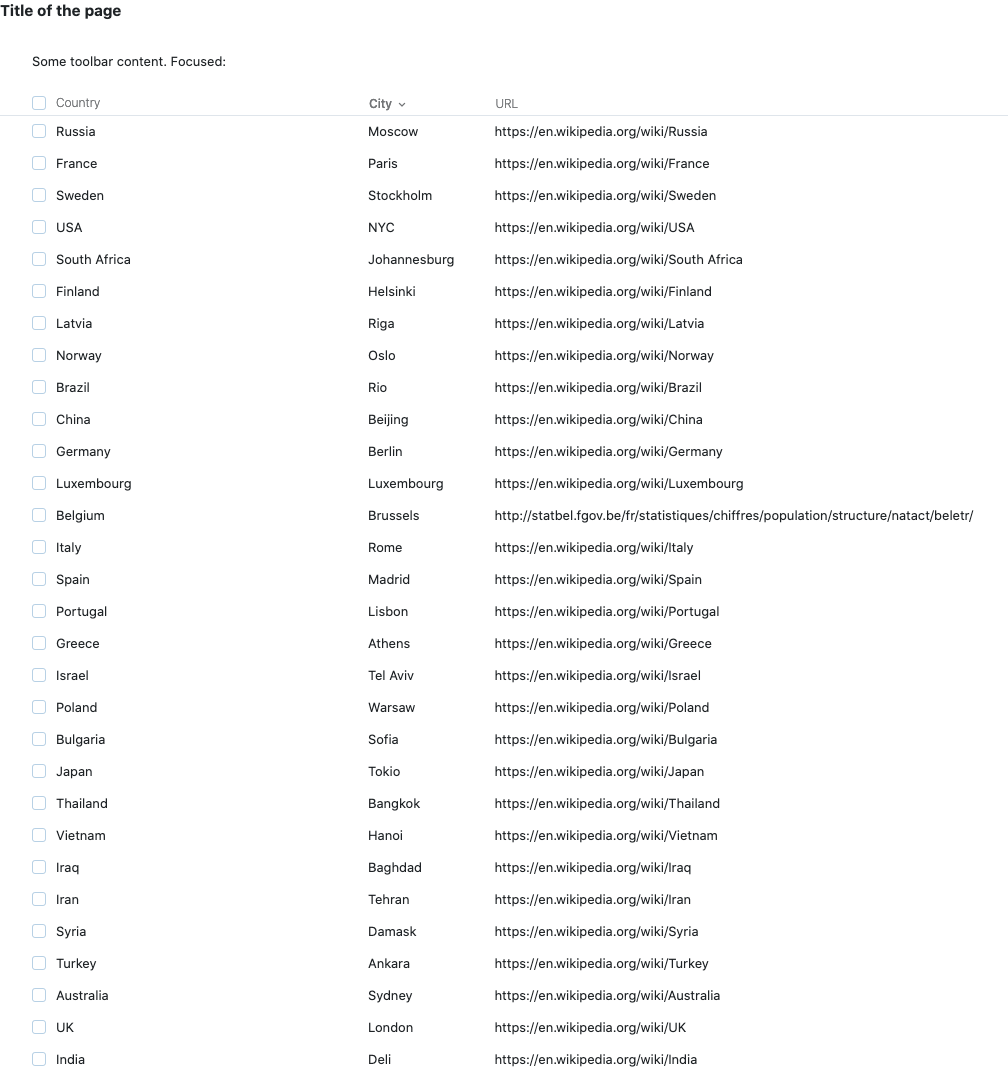 Title of the page
Some toolbar content. Focused:
Country City URL
Russia Moscow https://en.wikipedia.org/wiki/Russia
France Paris https://en.wikipedia.org/wiki/France
Sweden Stockholm https://en.wikipedia.org/wiki/Sweden
USA NYC https://en.wikipedia.org/wiki/USA
South Africa Johannesburg https://en.wikipedia.org/wiki/South Africa
Finland Helsinki https://en.wikipedia.org/wiki/Finland
Latvia Riga https://en.wikipedia.org/wiki/Latvia
Norway Oslo https://en.wikipedia.org/wiki/Norway
Brazil Rio https://en.wikipedia.org/wiki/Brazil
China Beijing https://en.wikipedia.org/wiki/China
Germany Berlin https://en.wikipedia.org/wiki/Germany
Luxembourg Luxembourg https://en.wikipedia.org/wiki/Luxembourg
Belgium Brussels http://statbel.fgov.be/fr/statistiques/chiffres/population/structure/natact/beletr/
Italy Rome https://en.wikipedia.org/wiki/Italy
Spain Madrid https://en.wikipedia.org/wiki/Spain
Portugal Lisbon https://en.wikipedia.org/wiki/Portugal
Greece Athens https://en.wikipedia.org/wiki/Greece
Israel Tel Aviv https://en.wikipedia.org/wiki/Israel
Poland Warsaw https://en.wikipedia.org/wiki/Poland
Bulgaria Sofia https://en.wikipedia.org/wiki/Bulgaria
Japan Tokio https://en.wikipedia.org/wiki/Japan
Thailand Bangkok https://en.wikipedia.org/wiki/Thailand
Vietnam Hanoi https://en.wikipedia.org/wiki/Vietnam
Iraq Baghdad https://en.wikipedia.org/wiki/Iraq
Iran Tehran https://en.wikipedia.org/wiki/Iran
Syria Damask https://en.wikipedia.org/wiki/Syria
Turkey Ankara https://en.wikipedia.org/wiki/Turkey
Australia Sydney https://en.wikipedia.org/wiki/Australia
UK London https://en.wikipedia.org/wiki/UK
India Deli https://en.wikipedia.org/wiki/India